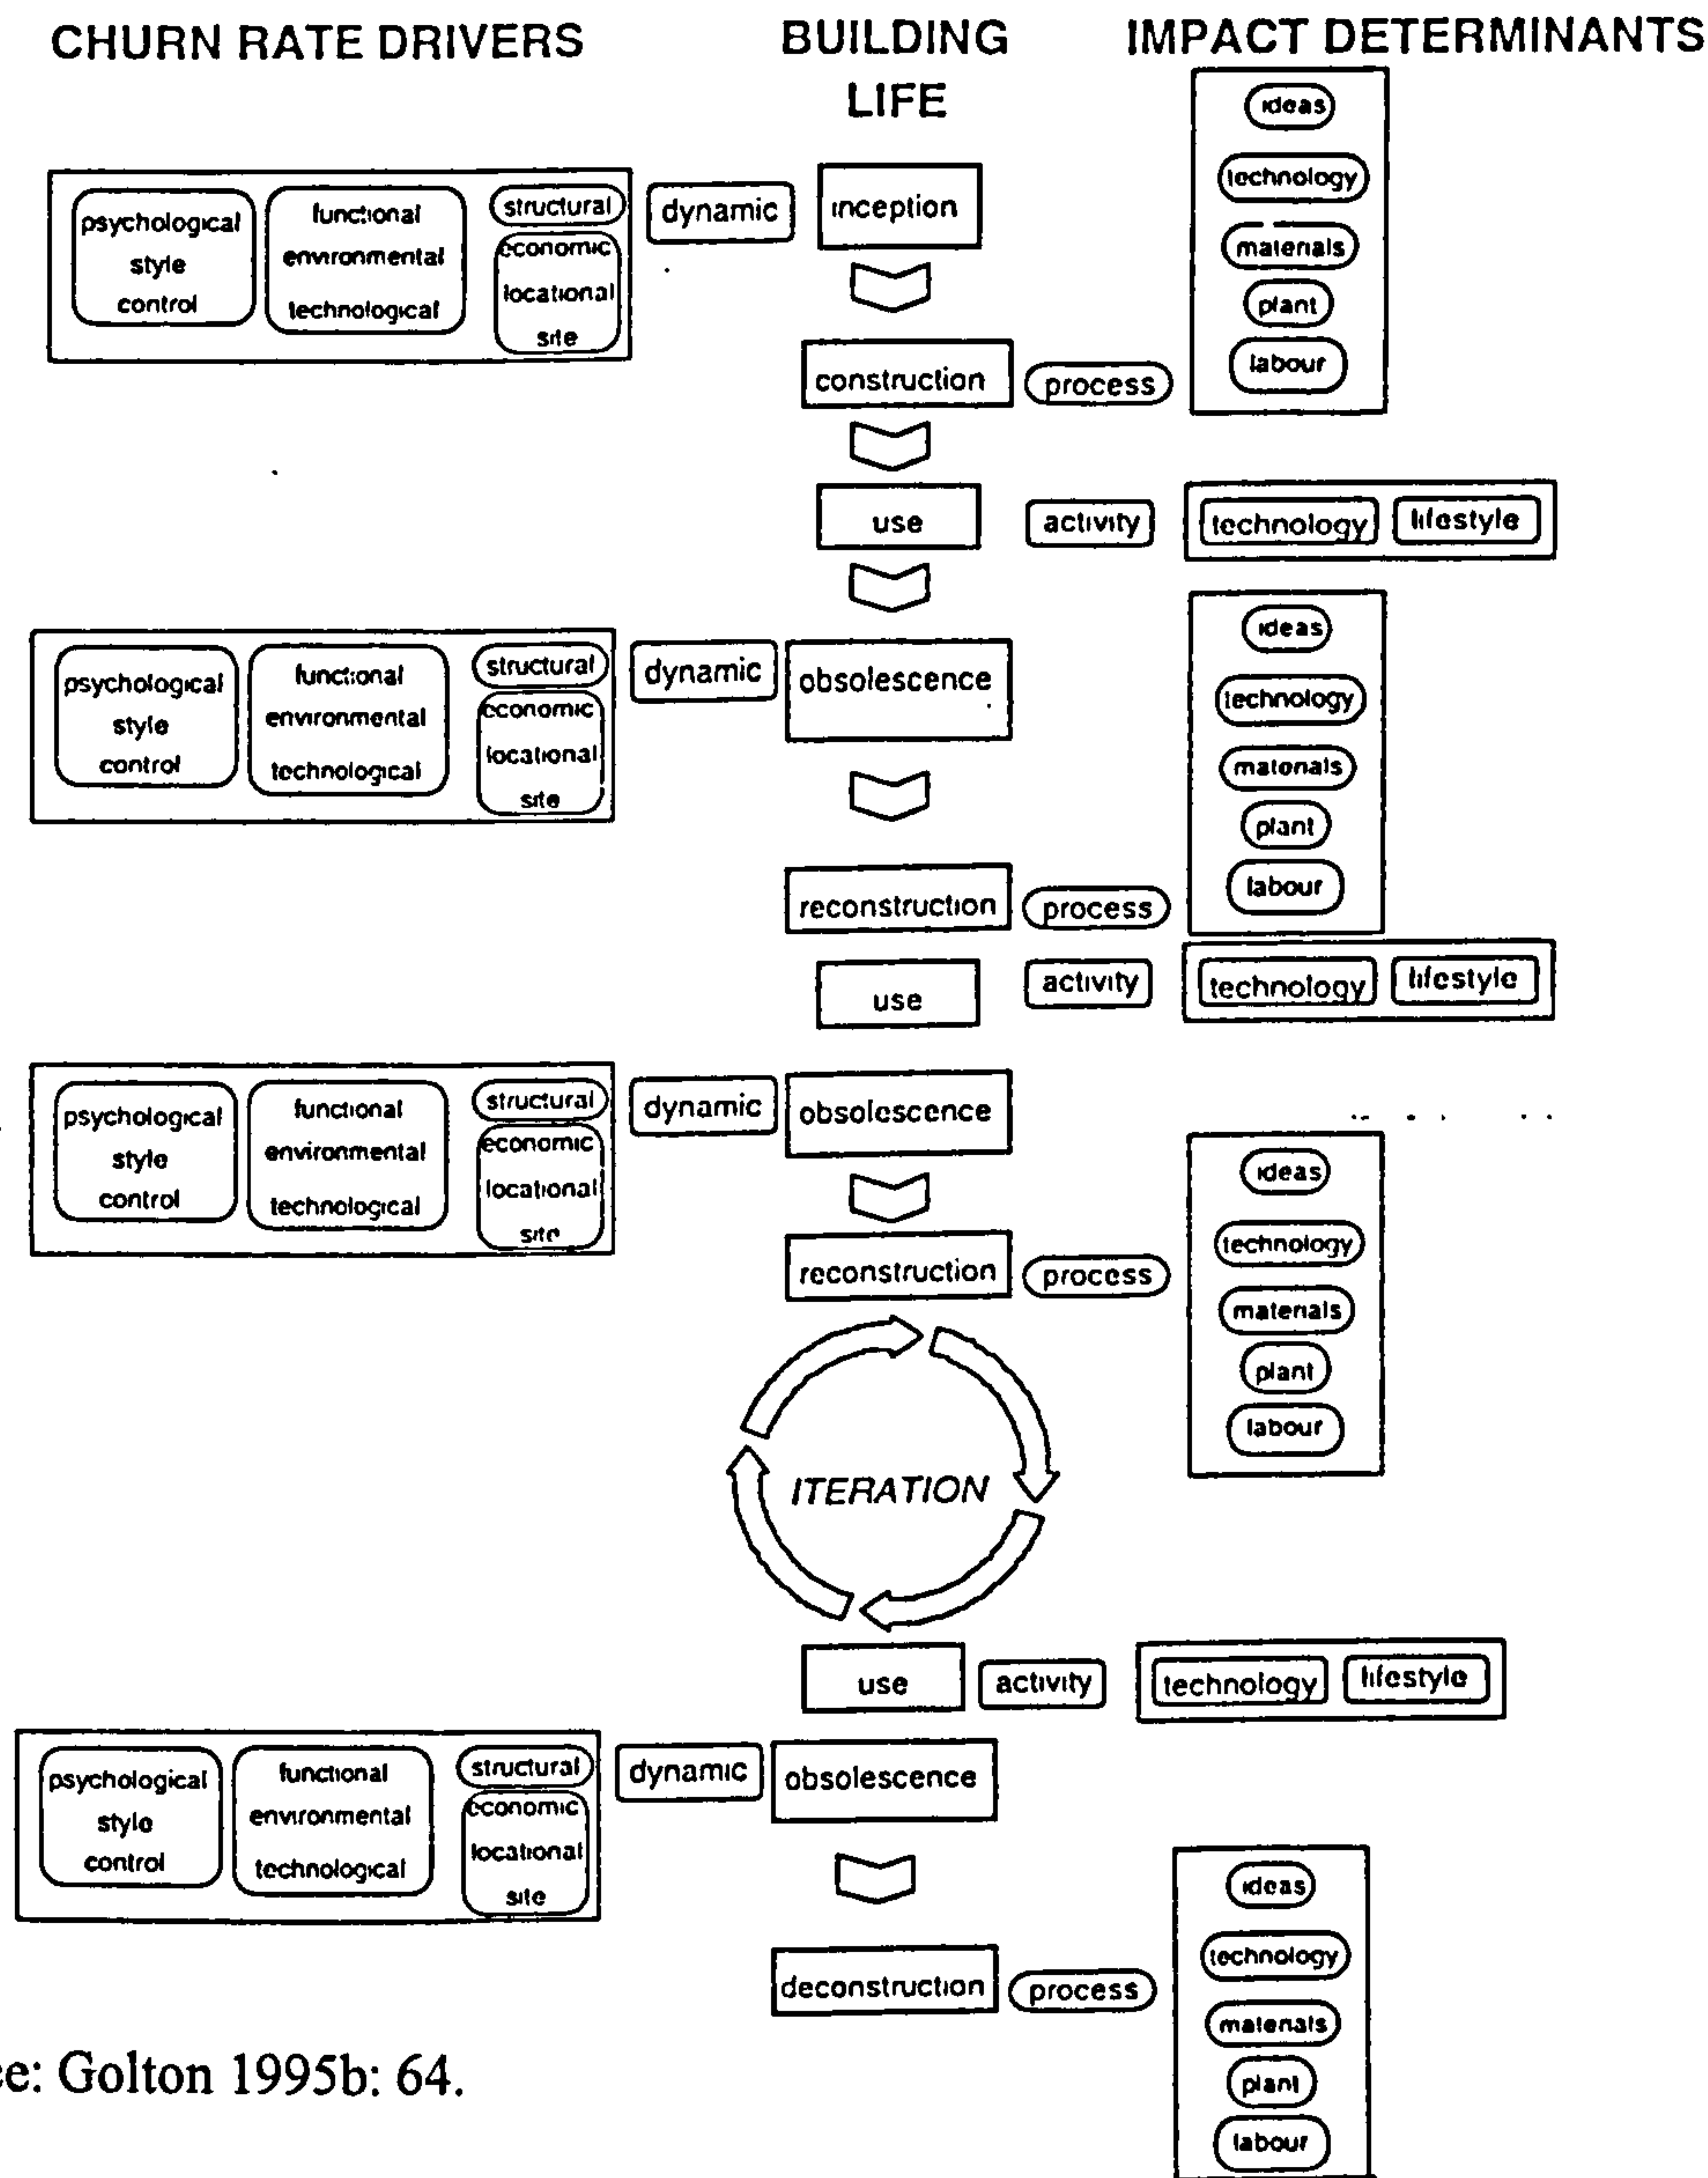 CHURN RATE DRIVERS
BUILDING
LIFE
IMPACT DETERMINANTS
psychological
style
control
functional
environmental
technological
structural
economic
locational
site
dynamic
inception
ideas
technology
materials
plant
labour
construction
process
use
activity
technology
lifestyle
psychological
style
control
functional
environmental
technological
structural
economic
locational
site
dynamic
obsolescence
ideas
technology
materials
plant
labour
reconstruction
process
use
activity
technology
lifestyle
psychological
style
control
functional
environmental
technological
structural
economic
locational
site
dynamic
obsolescence
reconstruction
process
ideas
technology
materials
plant
labour
ITERATION
use
activity
technology
lifestyle
psychological
style
control
functional
environmental
technological
structural
economic
locational
site
dynamic
obsolescence
deconstruction
process
ideas
technology
materials
plant
labour
e: Golton 1995b: 64.